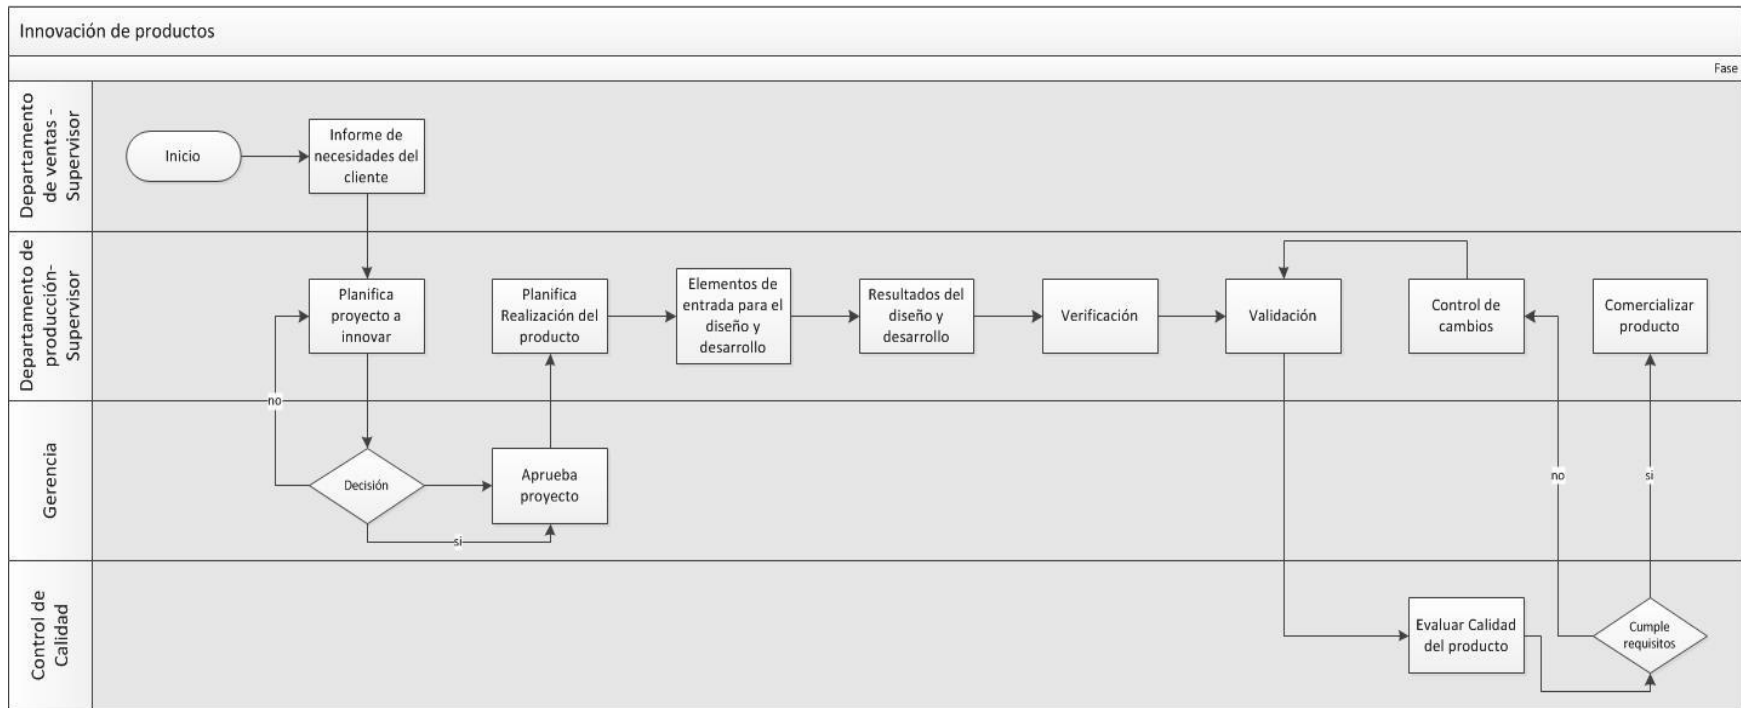 Innovación de productos
Fase
Departamento
de ventas -
Supervisor
Inicio
Informe de
necesidades del
cliente
Departamento de
producción-
Supervisor
Planifica
proyecto a
innovar
Planifica
Realización del
producto
Elementos de
entrada para el
diseño y
desarrollo
Resultados del
diseño y
desarrollo
Verificación
Validación
Control de
cambios
Comercializar
producto
no
Gerencia
Decisión
Aprueba
proyecto
si
no
si
Control de
Calidad
Evaluar Calidad
del producto
Cumple
requisitos